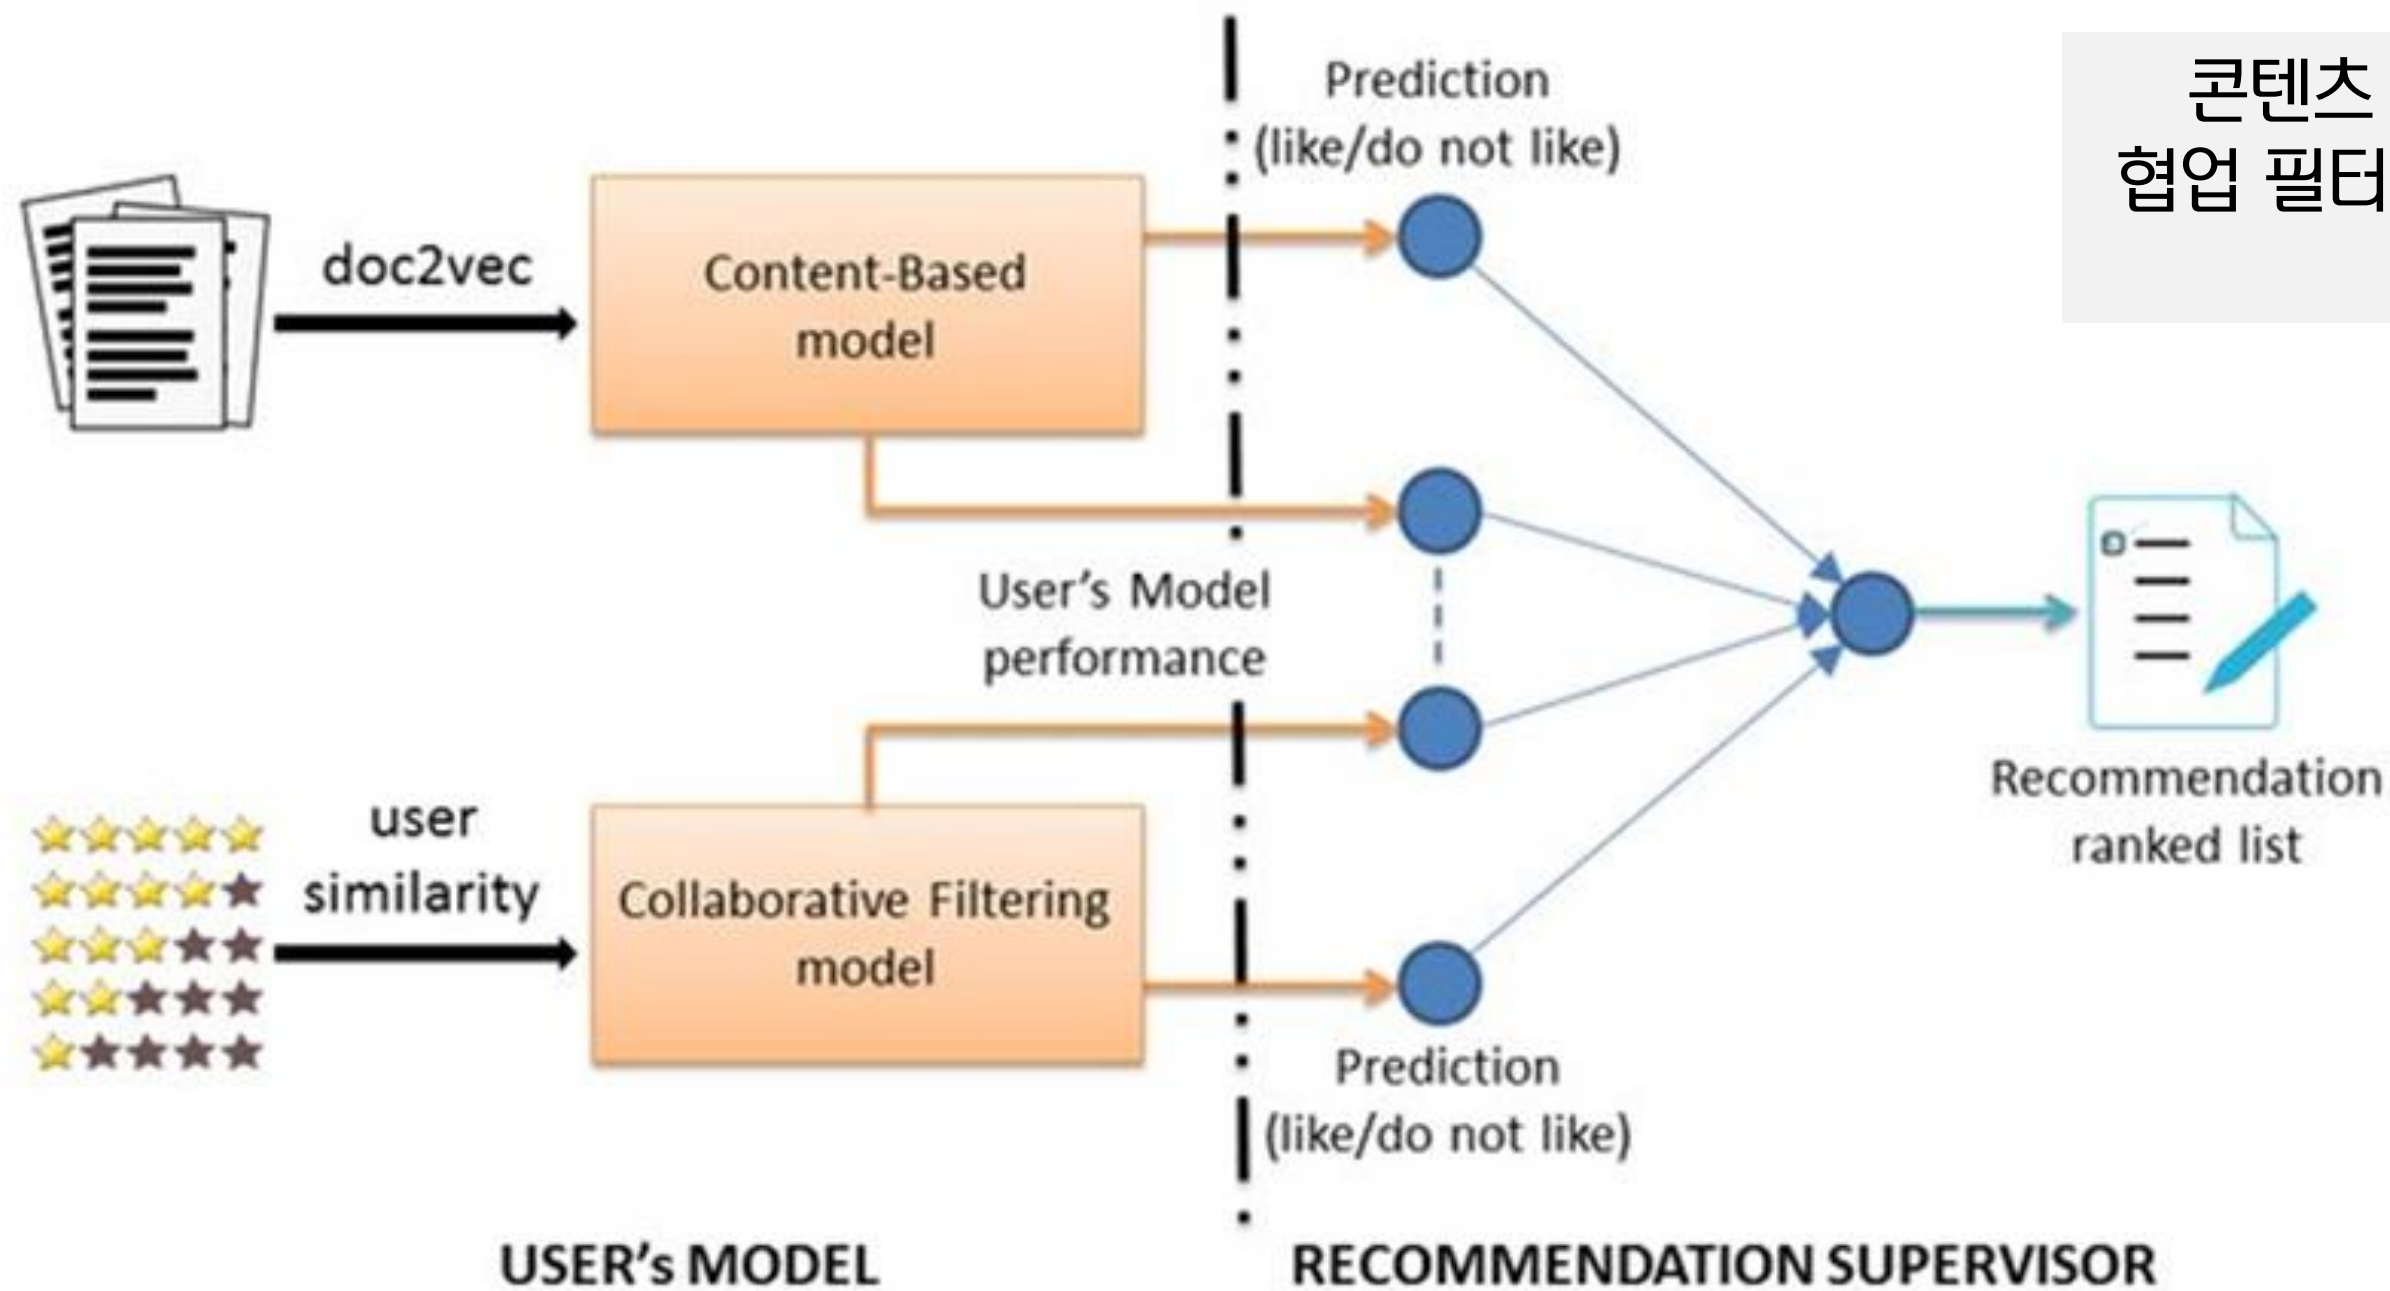 Prediction
(like/do not like)
콘텐츠
협업 필터
doc2vec
Content-Based
model
User's Model
performance
user
similarity
Collaborative Filtering
model
Recommendation
ranked list
Prediction
(like/do not like)
USER's MODEL
RECOMMENDATION SUPERVISOR